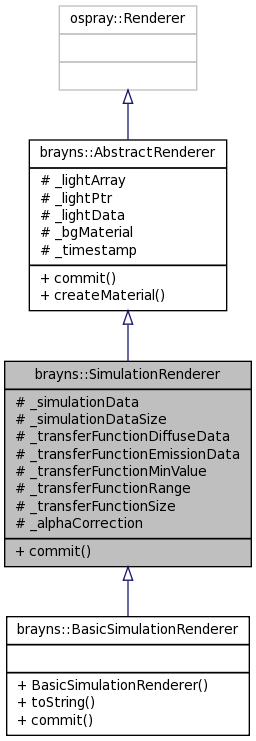 ospray::Renderer
brayns::AbstractRenderer
# _lightArray
# _lightPtr
# _lightData
# _bgMaterial
# _timestamp
+ commit()
+ createMaterial()
brayns::SimulationRenderer
# _simulationData
# _simulationDataSize
# _transferFunctionDiffuseData
# _transferFunctionEmissionData
# _transferFunctionMinValue
# _transferFunctionRange
# _transferFunctionSize
# _alphaCorrection
+ commit()
brayns::BasicSimulationRenderer
+ BasicSimulationRenderer()
+ toString()
+ commit()